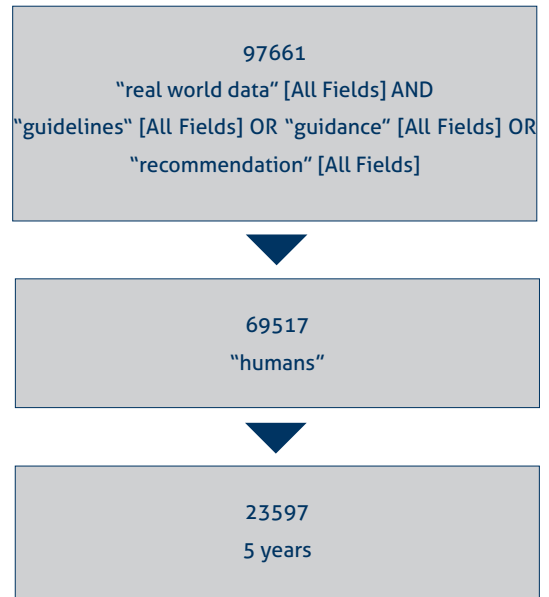 97661
“real world data” [All Fields] AND
“guidelines“ [All Fields] OR “guidance” [All Fields] OR
“recommendation” [All Fields]
69517
“humans”
23597
5 years